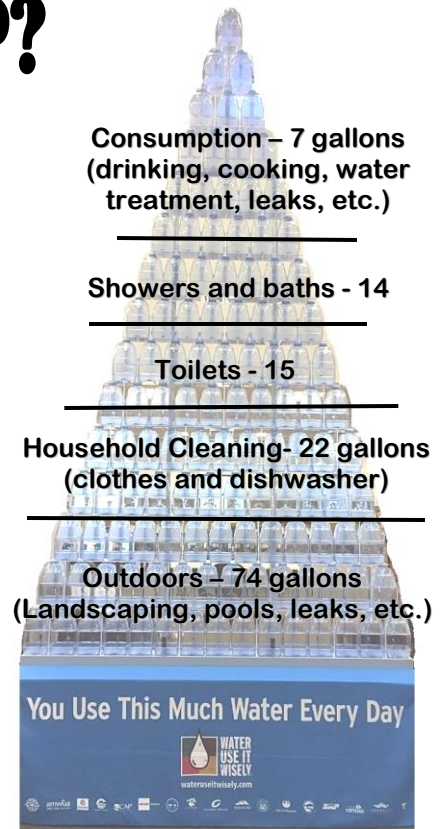 ?
Consumption – 7 gallons
(drinking, cooking, water
treatment, leaks, etc.)
Showers and baths - 14
Toilets - 15
Household Cleaning- 22 gallons
(clothes and dishwasher)
Outdoors – 74 gallons
(Landscaping, pools, leaks, etc.)
You Use This Much Water Every Day
WATER
USE IT
WISELY
wateruseitwisely.com